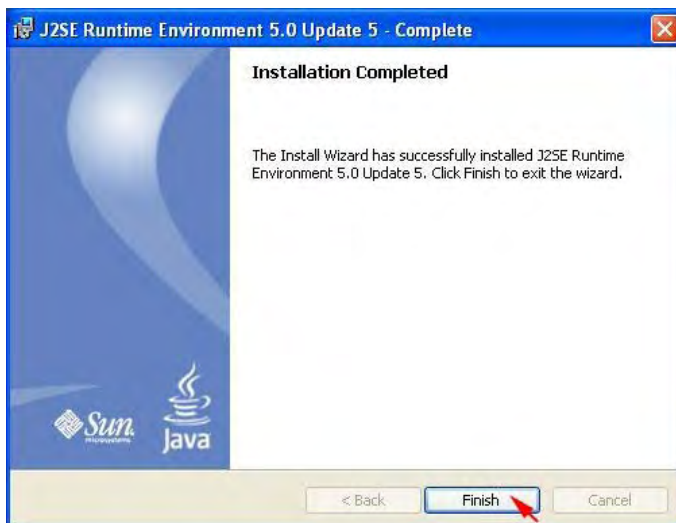 J2SE Runtime Environment 5.0 Update 5 - Complete
Installation Completed
The Install Wizard has successfully installed J2SE Runtime
Environment 5.0 Update 5. Click Finish to exit the wizard.
Sun
microsystems
Java
< Back
Finish
Cancel